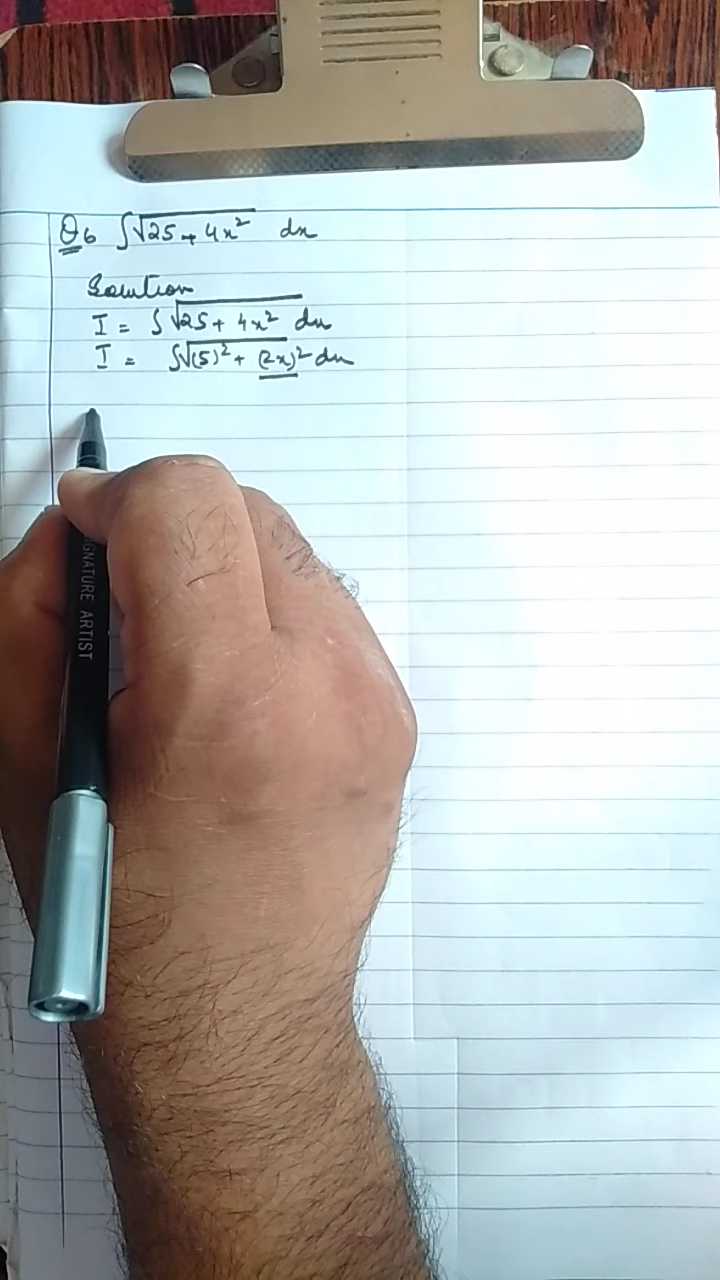 Q6 ∫√25+4x² dx
Solution
I = ∫√25 + 4x² dx
I = ∫√(5)² + (2x)² dx
GNATURE ARTIST